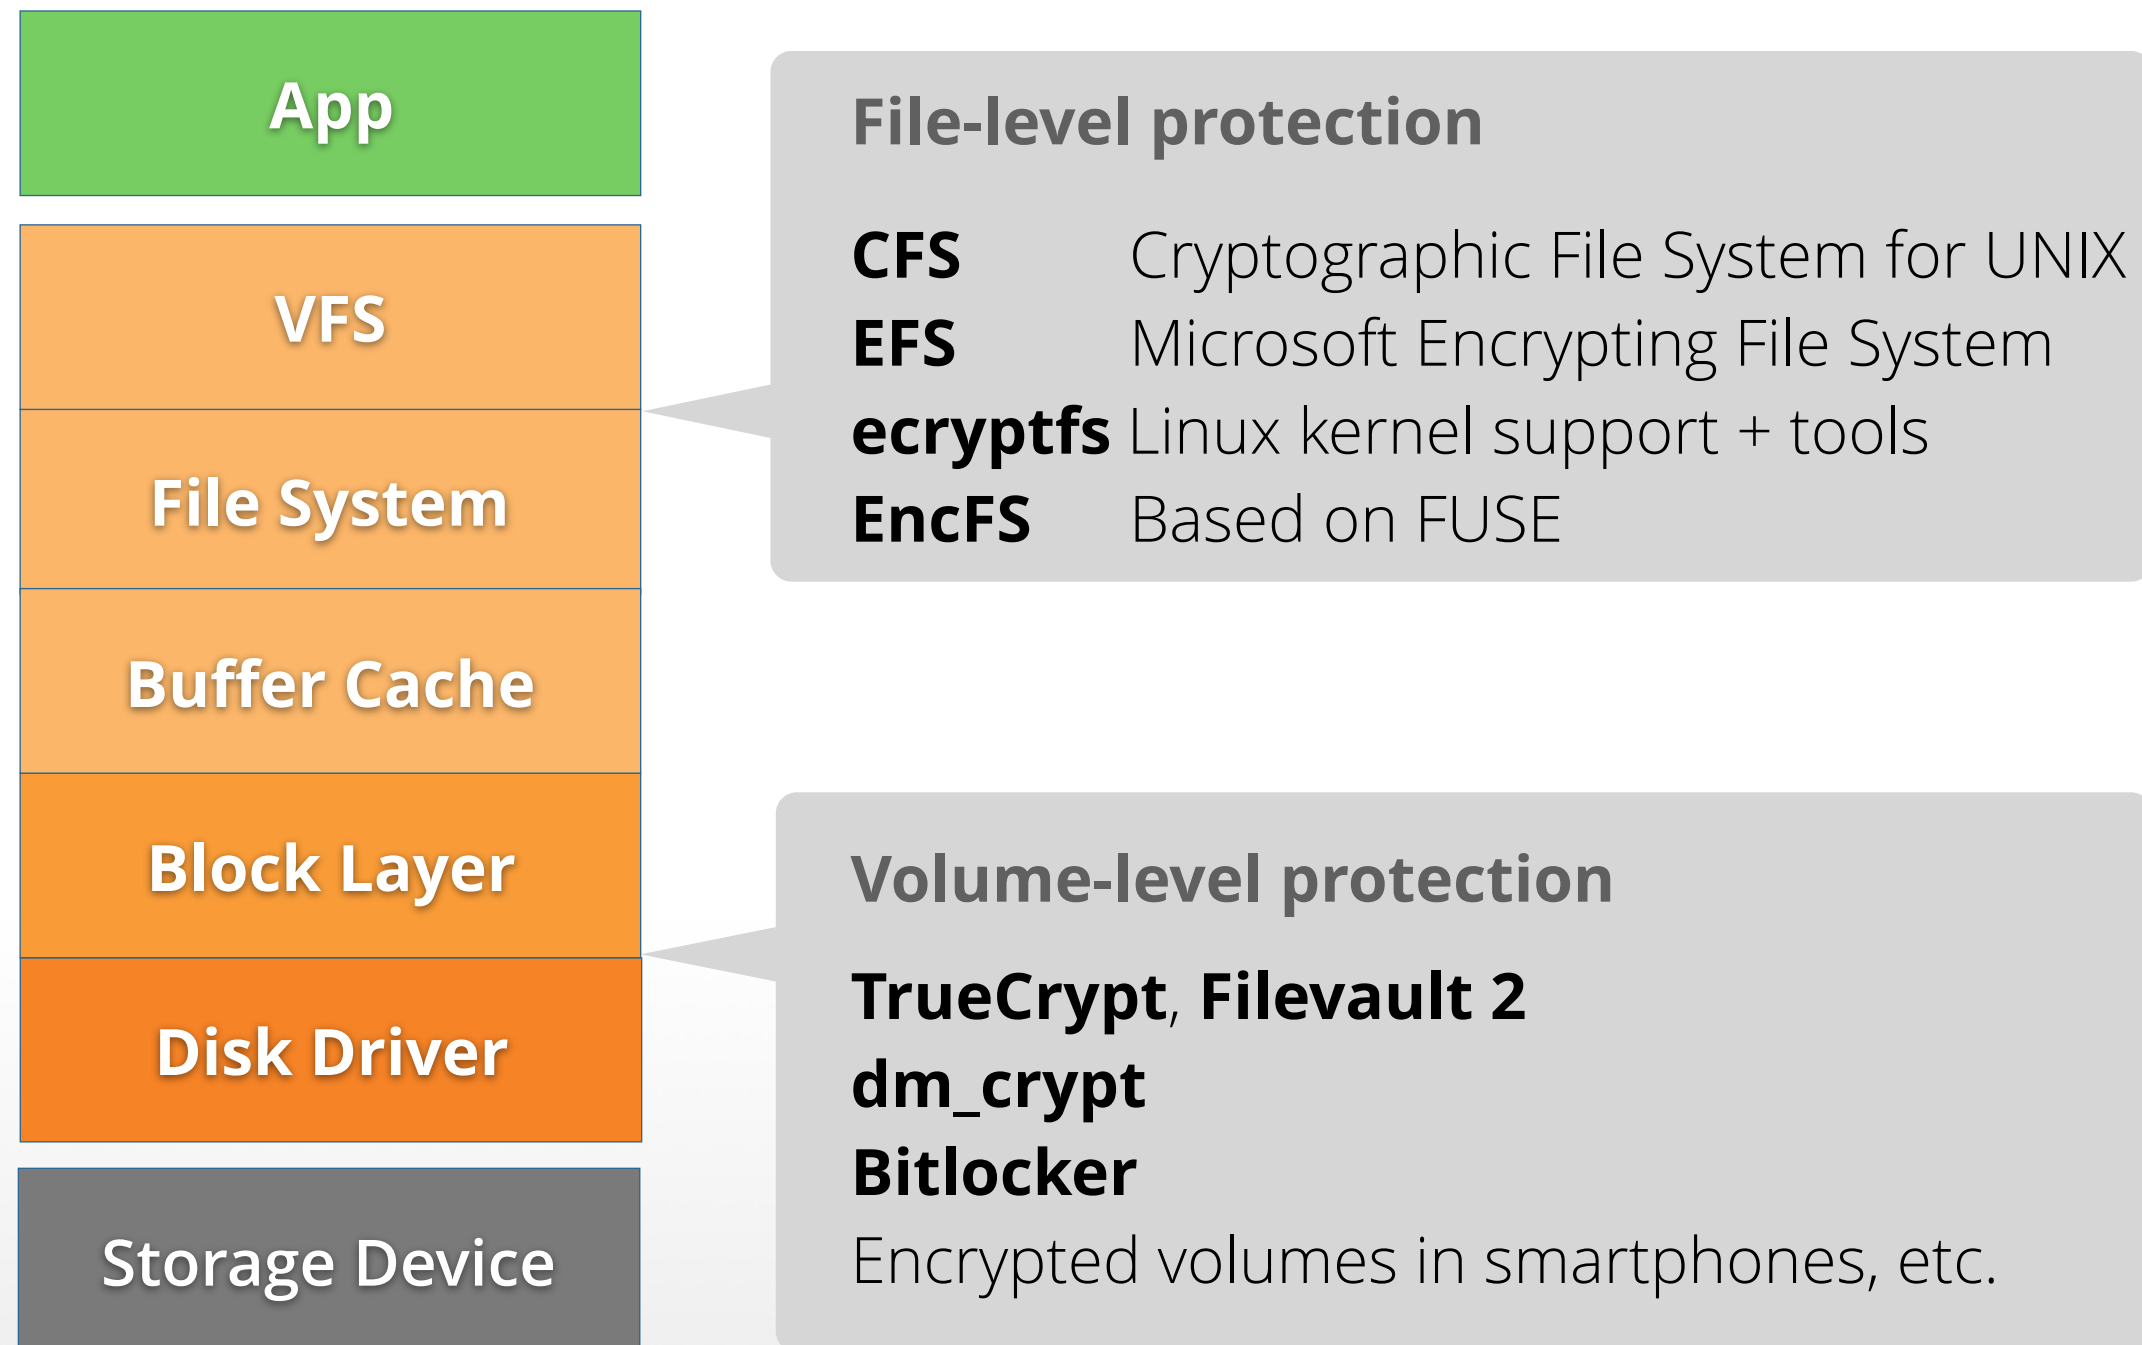 App
VFS
File System
Buffer Cache
Block Layer
Disk Driver
Storage Device
File-level protection
CFS Cryptographic File System for UNIX
EFS Microsoft Encrypting File System
ecryptfs Linux kernel support + tools
EncFS Based on FUSE
Volume-level protection
TrueCrypt, Filevault 2
dm_crypt
Bitlocker
Encrypted volumes in smartphones, etc.